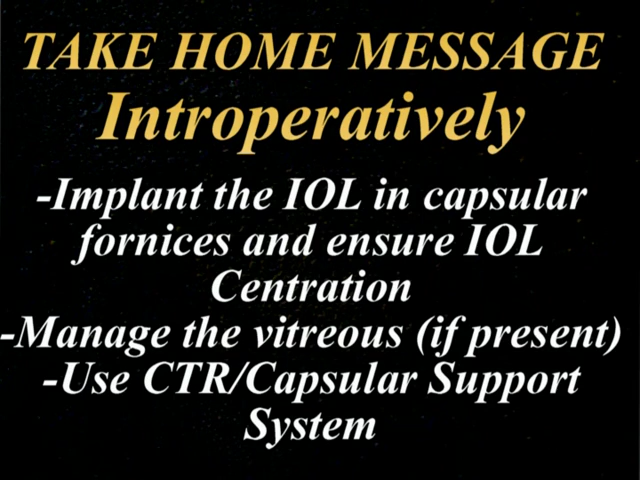 TAKE HOME MESSAGE
Introperatively
-Implant the IOL in capsular
fornices and ensure IOL
Centration
-Manage the vitreous (if present)
-Use CTR/Capsular Support
System